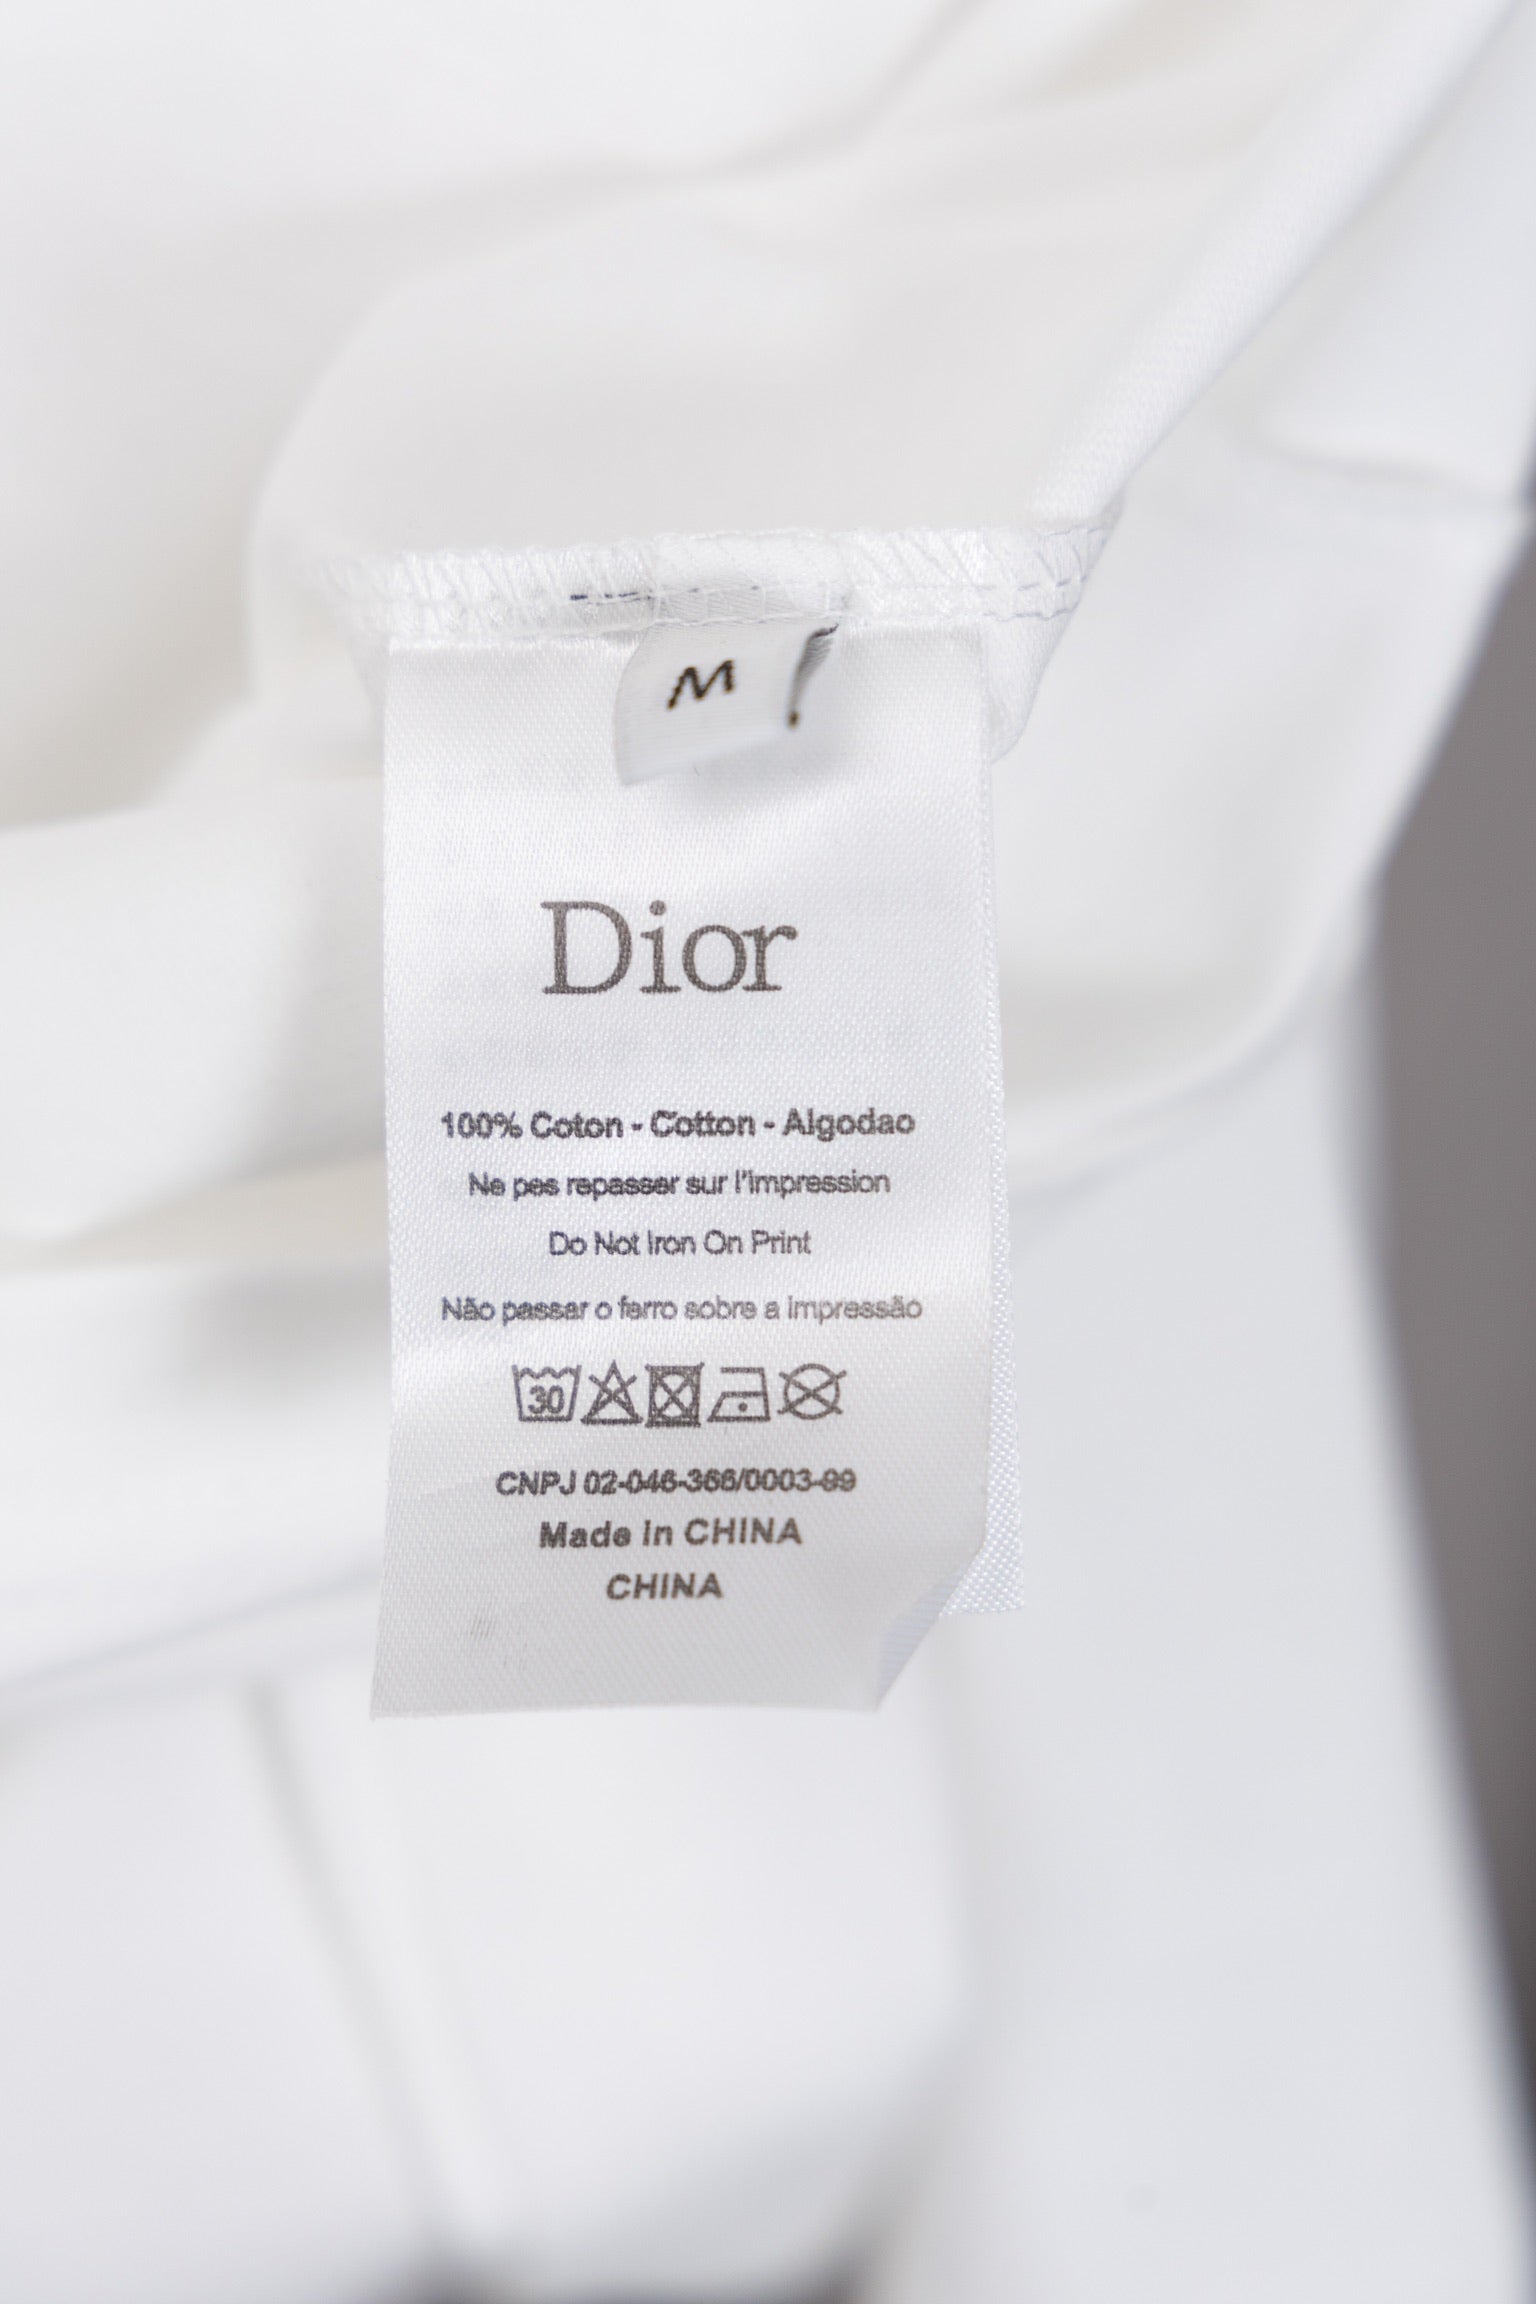 M
Dior
100% Coton - Cotton - Algodao
Ne pes repasser sur l'impression
Do Not Iron On Print
Não passar o ferro sobre a impressão
30
CNPJ 02-046-366/0003-99
Made in CHINA
CHINA